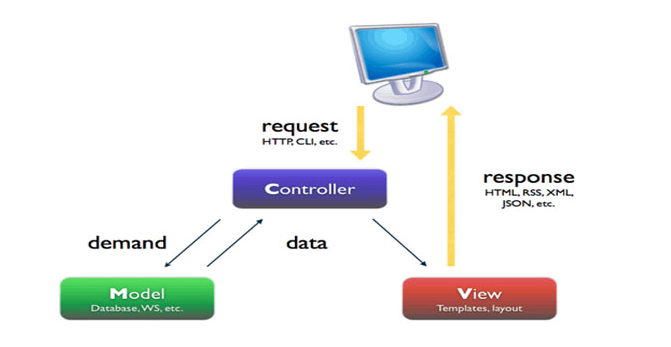 request
HTTP, CLI, etc.
response
HTML, RSS, XML,
JSON, etc.
Controller
demand
data
Model
Database, WS, etc.
View
Templates, layout